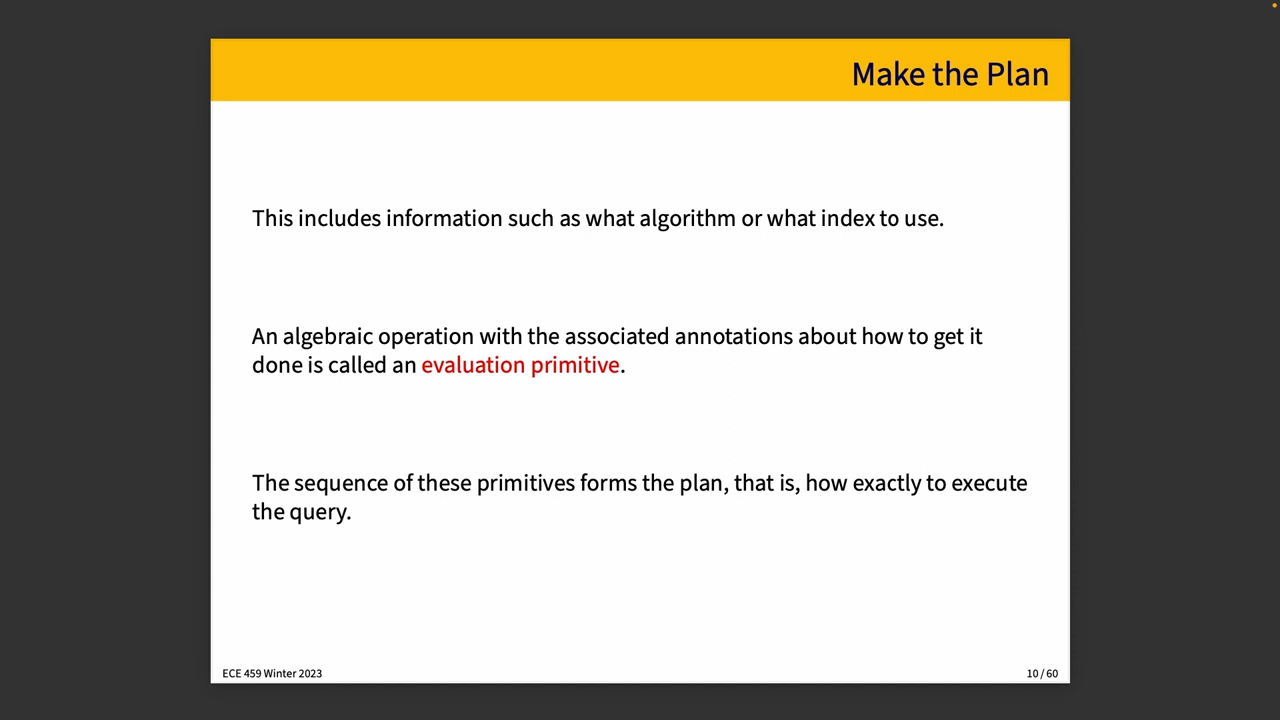 Make the Plan
This includes information such as what algorithm or what index to use.
An algebraic operation with the associated annotations about how to get it
done is called an evaluation primitive.
The sequence of these primitives forms the plan, that is, how exactly to execute
the query.
ECE 459 Winter 2023
10 / 60